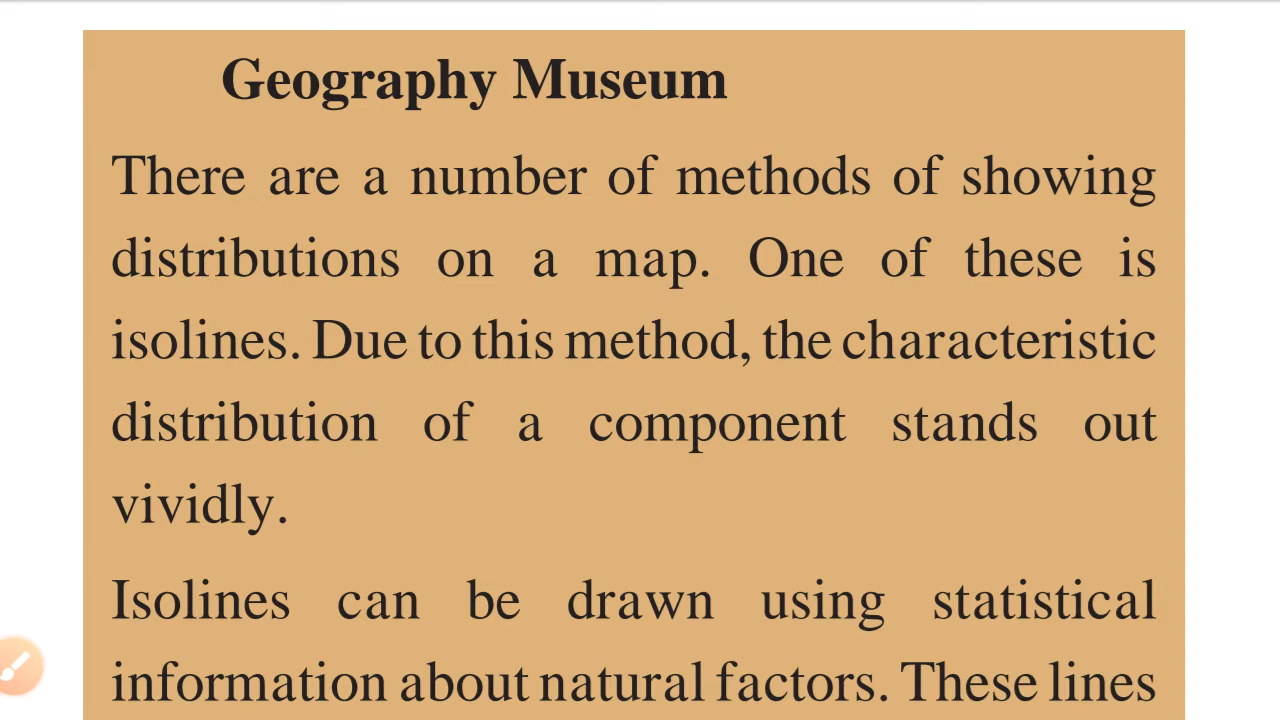 Geography Museum
There are a number of methods of showing
distributions on a map. One of these is
isolines. Due to this method, the characteristic
distribution of a component stands out
vividly.
Isolines can be drawn using statistical
information about natural factors. These lines